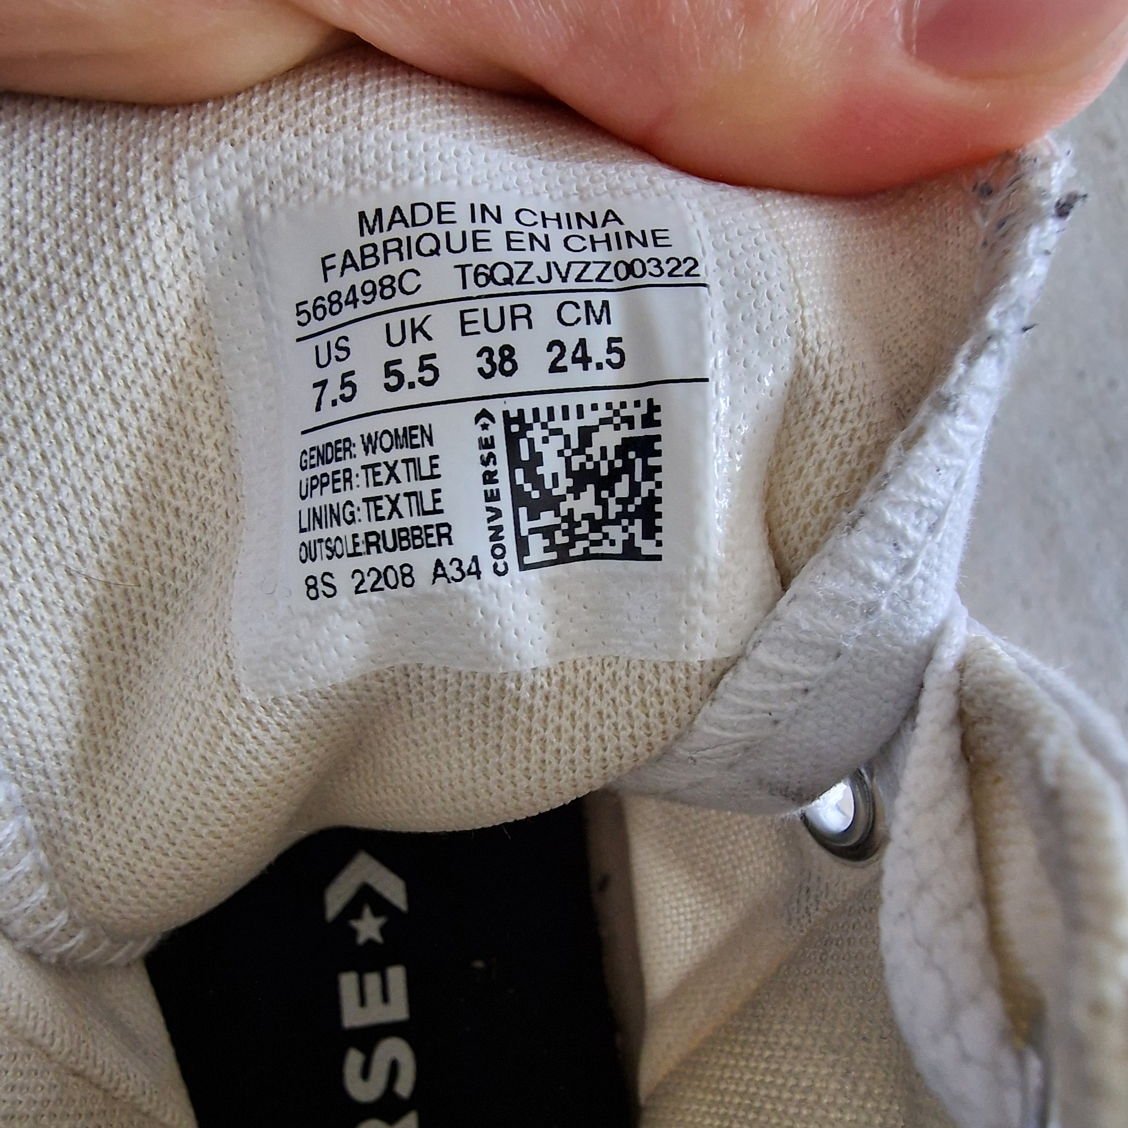 MADE IN CHINA
FABRIQUE EN CHINE
568498C T6QZJVZZ00322
US UK EUR CM
7.5 5.5 38 24.5
GENDER: WOMEN
UPPER: TEXTILE
LINING: TEXTILE
OUTSOLE:RUBBER
8S 2208 A34
CONVERSE
RSE